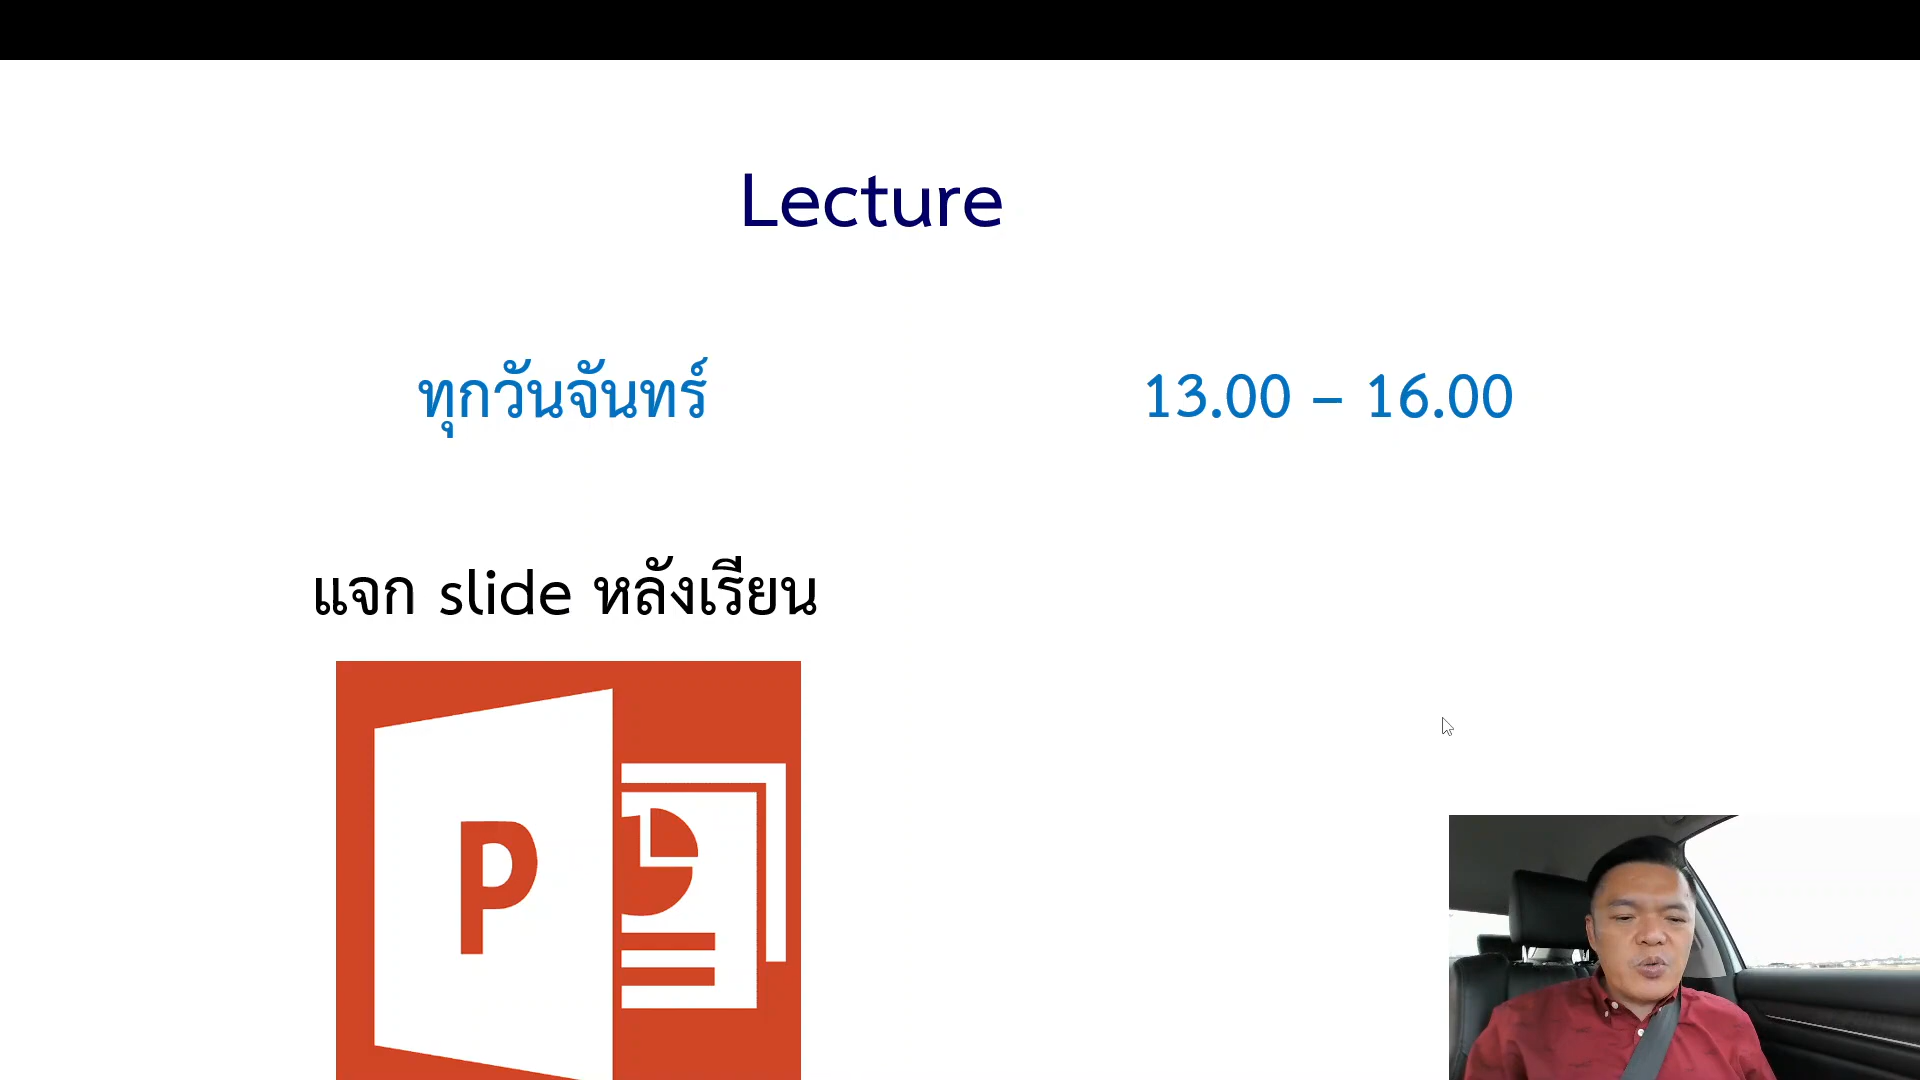 Lecture
ทุกวันจันทร์ 13.00 – 16.00
แจก slide หลังเรียน
P